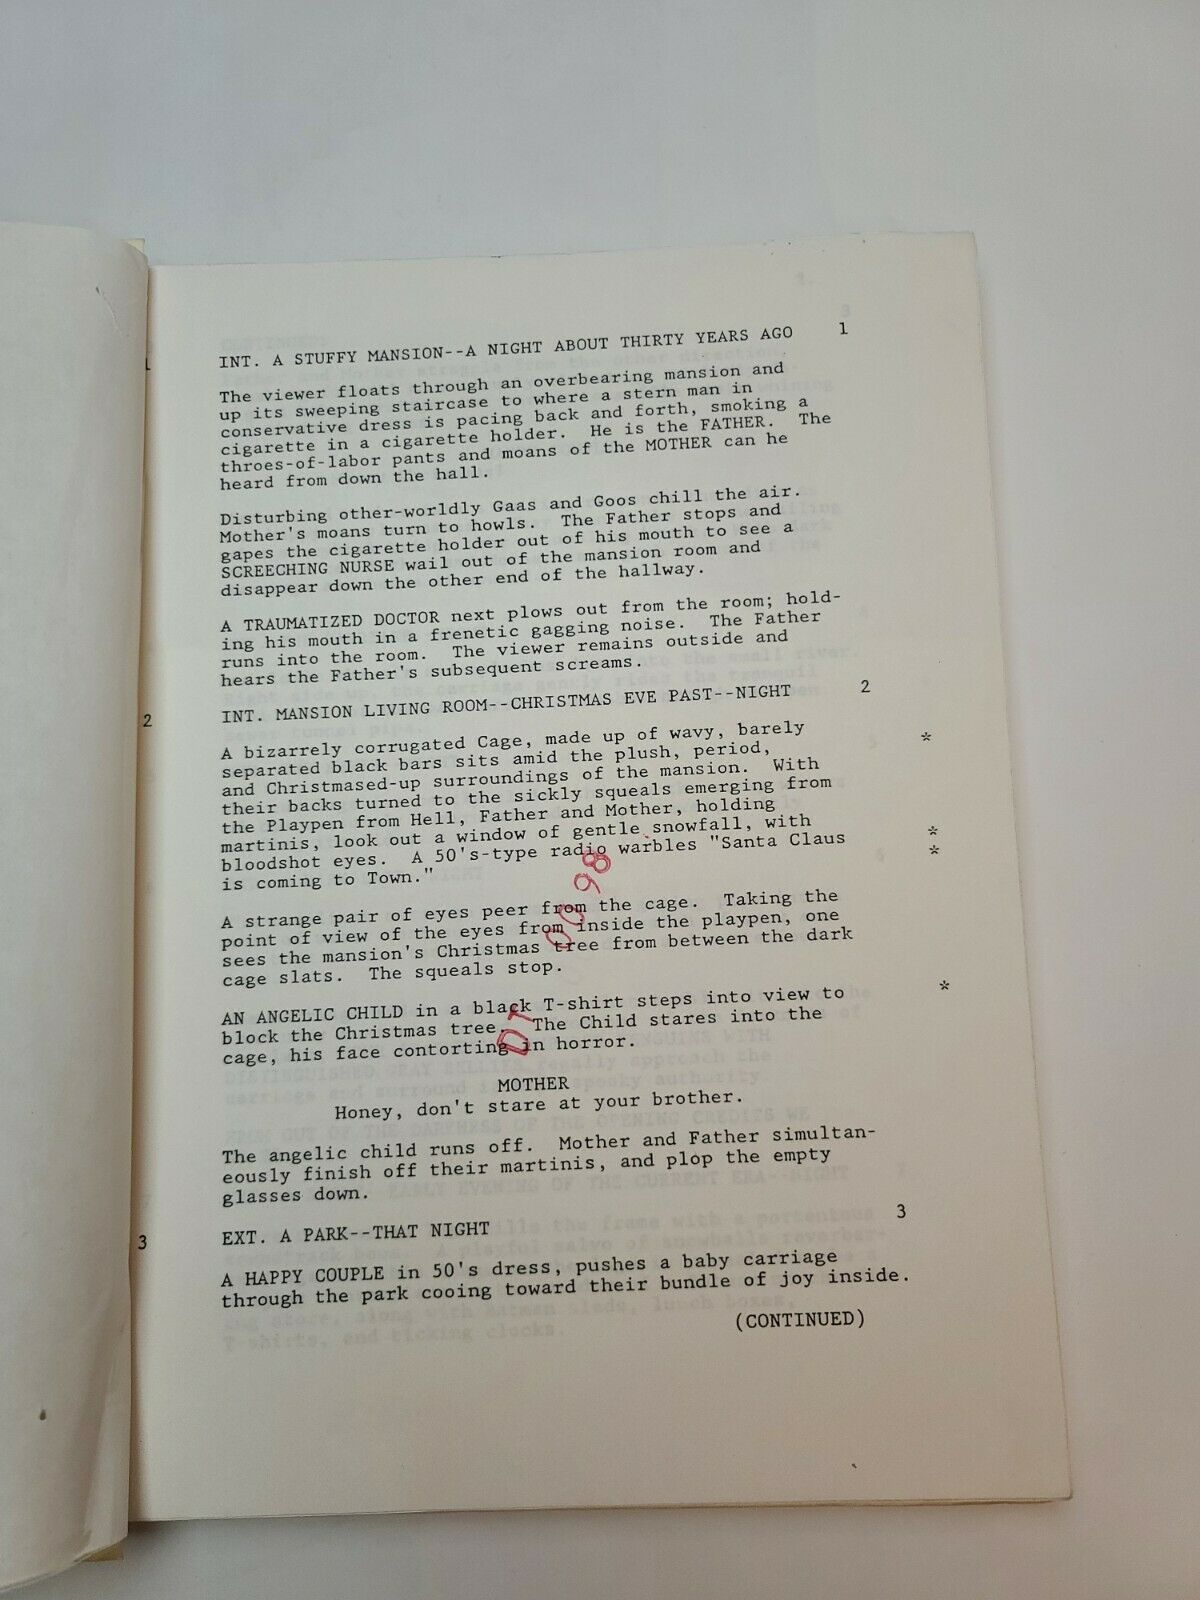 INT. A STUFFY MANSION--A NIGHT ABOUT THIRTY YEARS AGO 1
The viewer floats through an overbearing mansion and
up its sweeping staircase to where a stern man in
conservative dress is pacing back and forth, smoking a
cigarette in a cigarette holder. He is the FATHER. The
throes-of-labor pants and moans of the MOTHER can he
heard from down the hall.
Disturbing other-worldly Gaas and Goos chill the air.
Mother's moans turn to howls. The Father stops and
gapes the cigarette holder out of his mouth to see a
SCREECHING NURSE wail out of the mansion room and
disappear down the other end of the hallway.
A TRAUMATIZED DOCTOR next plows out from the room; hold-
ing his mouth in a frenetic gagging noise. The Father
runs into the room. The viewer remains outside and
hears the Father's subsequent screams.
2 INT. MANSION LIVING ROOM--CHRISTMAS EVE PAST--NIGHT 2
A bizarrely corrugated Cage, made up of wavy, barely *
separated black bars sits amid the plush, period,
and Christmased-up surroundings of the mansion. With
their backs turned to the sickly squeals emerging from
the Playpen from Hell, Father and Mother, holding
martinis, look out a window of gentle snowfall, with *
bloodshot eyes. A 50's-type radio warbles "Santa Claus *
is coming to Town."
A strange pair of eyes peer from the cage. Taking the
point of view of the eyes from inside the playpen, one
sees the mansion's Christmas tree from between the dark
cage slats. The squeals stop.
AN ANGELIC CHILD in a black T-shirt steps into view to *
block the Christmas tree. The Child stares into the
cage, his face contorting in horror.
MOTHER
Honey, don't stare at your brother.
The angelic child runs off. Mother and Father simultan-
eously finish off their martinis, and plop the empty
glasses down.
3 EXT. A PARK--THAT NIGHT 3
A HAPPY COUPLE in 50's dress, pushes a baby carriage
through the park cooing toward their bundle of joy inside.
(CONTINUED)
DT 0098